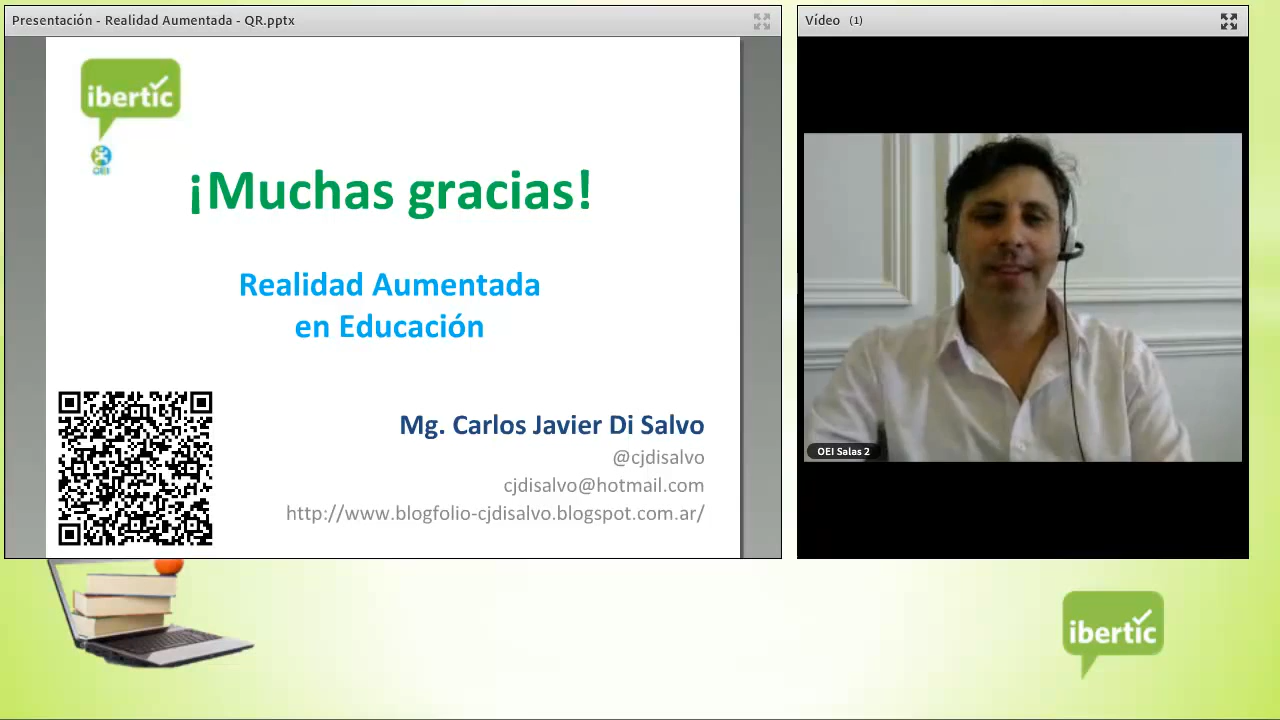 Presentación - Realidad Aumentada - QR.pptx
ibertic
OEI
¡Muchas gracias!
Realidad Aumentada
en Educación
Mg. Carlos Javier Di Salvo
@cjdisalvo
cjdisalvo@hotmail.com
http://www.blogfolio-cjdisalvo.blogspot.com.ar/
Vídeo (1)
OEI Salas 2
ibertic